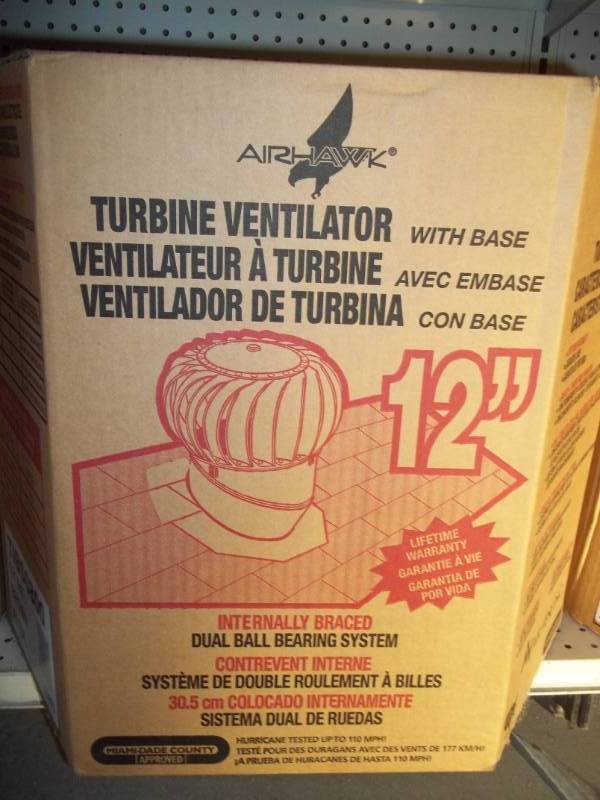 AIRHAWK®
TURBINE VENTILATOR WITH BASE
VENTILATEUR À TURBINE AVEC EMBASE
VENTILADOR DE TURBINA CON BASE
12”
LIFETIME
WARRANTY
GARANTIE À VIE
GARANTIA DE
POR VIDA
INTERNALLY BRACED
DUAL BALL BEARING SYSTEM
CONTREVENT INTERNE
SYSTÈME DE DOUBLE ROULEMENT À BILLES
30.5 cm COLOCADO INTERNAMENTE
SISTEMA DUAL DE RUEDAS
MIAMI-DADE COUNTY
APPROVED
HURRICANE TESTED UP TO 110 MPH!
TESTÉ POUR DES OURAGANS AVEC DES VENTS DE 177 KM/H!
¡A PRUEBA DE HURACANES DE HASTA 110 MPH!